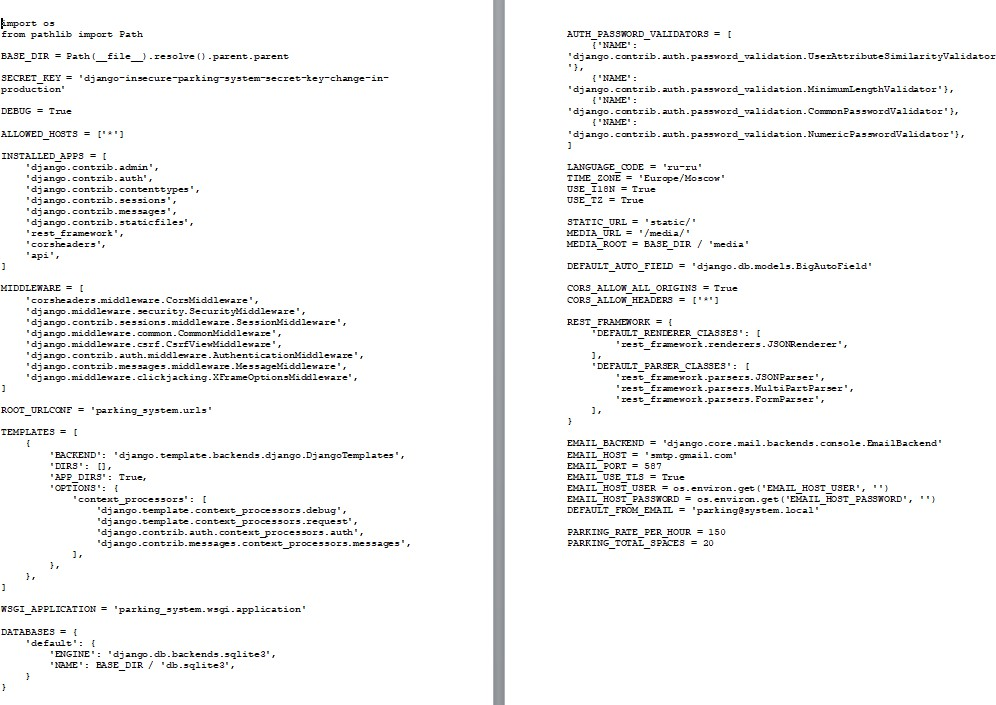 import os
from pathlib import Path
BASE_DIR = Path(__file__).resolve().parent.parent
SECRET_KEY = 'django-insecure-parking-system-secret-key-change-in-
production'
DEBUG = True
ALLOWED_HOSTS = ['*']
INSTALLED_APPS = [
    'django.contrib.admin',
    'django.contrib.auth',
    'django.contrib.contenttypes',
    'django.contrib.sessions',
    'django.contrib.messages',
    'django.contrib.staticfiles',
    'rest_framework',
    'corsheaders',
    'api',
]
MIDDLEWARE = [
    'corsheaders.middleware.CorsMiddleware',
    'django.middleware.security.SecurityMiddleware',
    'django.contrib.sessions.middleware.SessionMiddleware',
    'django.middleware.common.CommonMiddleware',
    'django.middleware.csrf.CsrfViewMiddleware',
    'django.contrib.auth.middleware.AuthenticationMiddleware',
    'django.contrib.messages.middleware.MessageMiddleware',
    'django.middleware.clickjacking.XFrameOptionsMiddleware',
]
ROOT_URLCONF = 'parking_system.urls'
TEMPLATES = [
    {
        'BACKEND': 'django.template.backends.django.DjangoTemplates',
        'DIRS': [],
        'APP_DIRS': True,
        'OPTIONS': {
            'context_processors': [
                'django.template.context_processors.debug',
                'django.template.context_processors.request',
                'django.contrib.auth.context_processors.auth',
                'django.contrib.messages.context_processors.messages',
            ],
        },
    },
]
WSGI_APPLICATION = 'parking_system.wsgi.application'
DATABASES = {
    'default': {
        'ENGINE': 'django.db.backends.sqlite3',
        'NAME': BASE_DIR / 'db.sqlite3',
    }
}
AUTH_PASSWORD_VALIDATORS = [
    {'NAME':
'django.contrib.auth.password_validation.UserAttributeSimilarityValidator
'},
    {'NAME':
'django.contrib.auth.password_validation.MinimumLengthValidator'},
    {'NAME':
'django.contrib.auth.password_validation.CommonPasswordValidator'},
    {'NAME':
'django.contrib.auth.password_validation.NumericPasswordValidator'},
]
LANGUAGE_CODE = 'ru-ru'
TIME_ZONE = 'Europe/Moscow'
USE_I18N = True
USE_TZ = True
STATIC_URL = 'static/'
MEDIA_URL = '/media/'
MEDIA_ROOT = BASE_DIR / 'media'
DEFAULT_AUTO_FIELD = 'django.db.models.BigAutoField'
CORS_ALLOW_ALL_ORIGINS = True
CORS_ALLOW_HEADERS = ['*']
REST_FRAMEWORK = {
    'DEFAULT_RENDERER_CLASSES': [
        'rest_framework.renderers.JSONRenderer',
    ],
    'DEFAULT_PARSER_CLASSES': [
        'rest_framework.parsers.JSONParser',
        'rest_framework.parsers.MultiPartParser',
        'rest_framework.parsers.FormParser',
    ],
}
EMAIL_BACKEND = 'django.core.mail.backends.console.EmailBackend'
EMAIL_HOST = 'smtp.gmail.com'
EMAIL_PORT = 587
EMAIL_USE_TLS = True
EMAIL_HOST_USER = os.environ.get('EMAIL_HOST_USER', '')
EMAIL_HOST_PASSWORD = os.environ.get('EMAIL_HOST_PASSWORD', '')
DEFAULT_FROM_EMAIL = 'parking@system.local'
PARKING_RATE_PER_HOUR = 150
PARKING_TOTAL_SPACES = 20